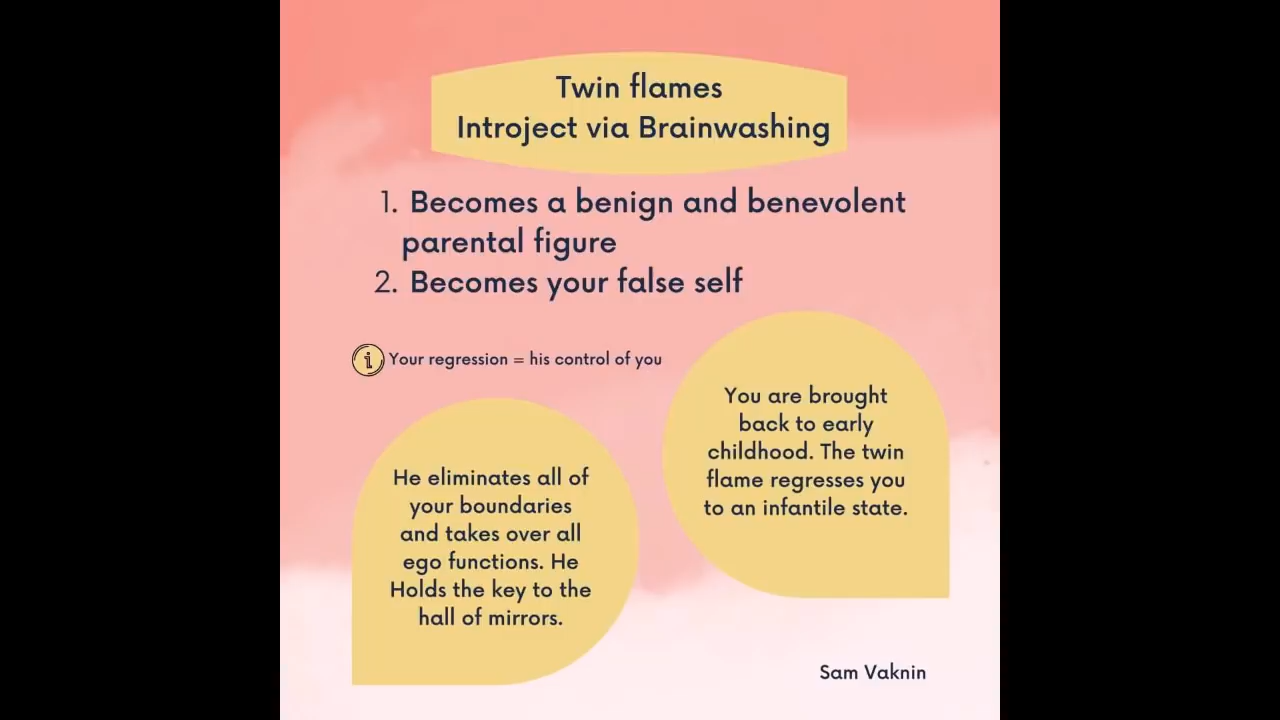 Twin flames
Introject via Brainwashing
1. Becomes a benign and benevolent
parental figure
2. Becomes your false self
i Your regression = his control of you
You are brought
back to early
childhood. The twin
flame regresses you
to an infantile state.
He eliminates all of
your boundaries
and takes over all
ego functions. He
Holds the key to the
hall of mirrors.
Sam Vaknin